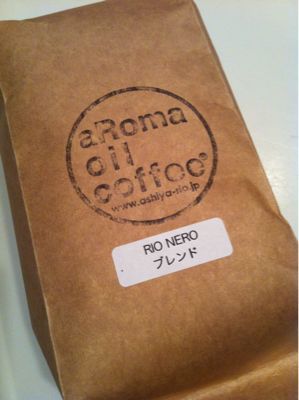 aRoma
oil
coffee®
www.ashiya-rio.jp
RIO NERO
ブレンド